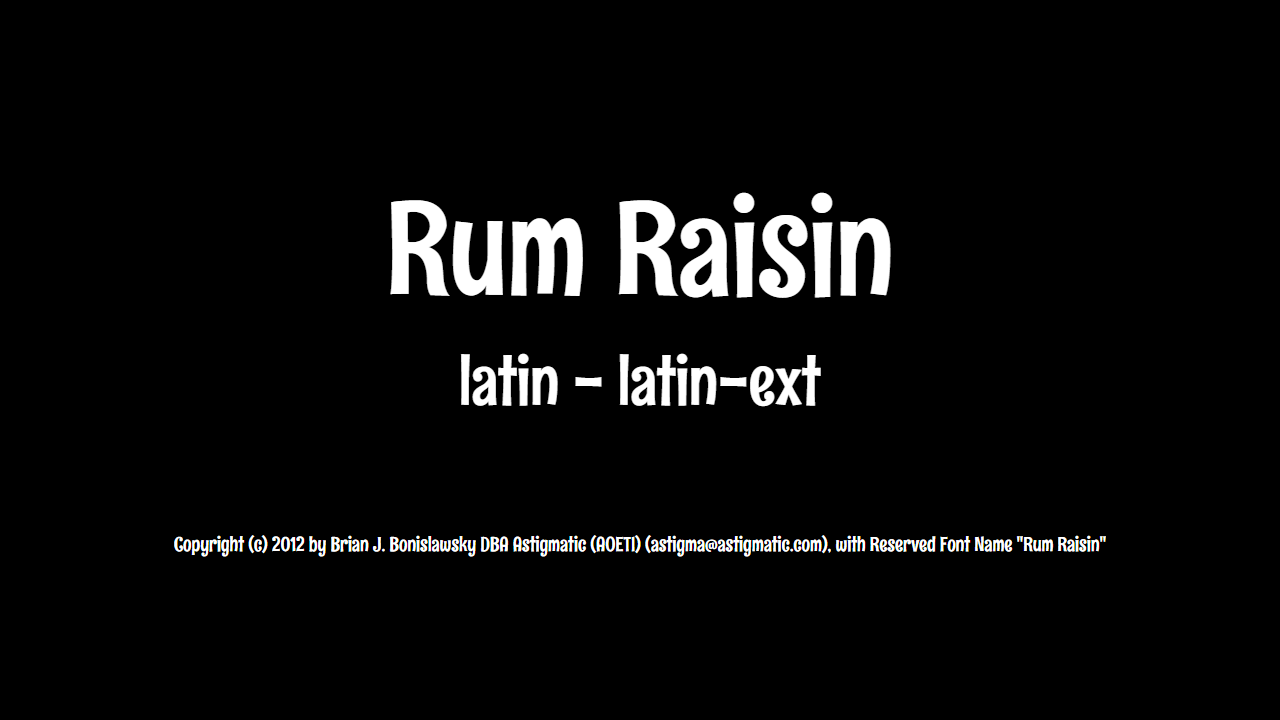 Rum Raisin
latin - latin-ext
Copyright (c) 2012 by Brian J. Bonislawsky DBA Astigmatic (AOETI) (astigma@astigmatic.com), with Reserved Font Name "Rum Raisin"